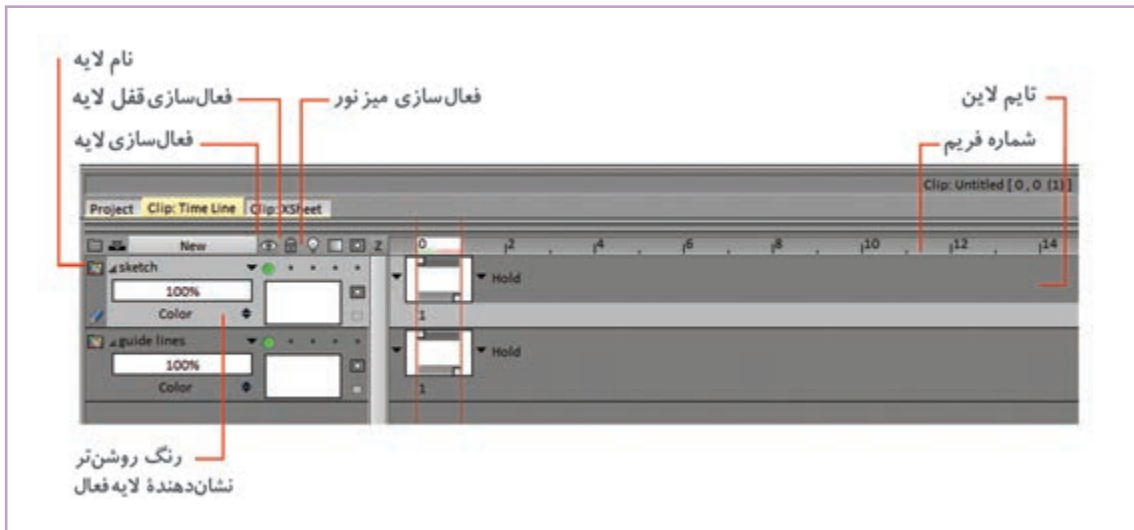 نام لایه
فعال‌سازی قفل لایه
فعال‌سازی میز نور
تایم لاین
فعال‌سازی لایه
شماره فریم
Clip: Untitled [ 0 , 0 (1) ]
Project Clip: Time Line Clip: XSheet
New Z 0 2 4 6 8 10 12 14
sketch
Hold
100%
Color 1
guide lines
Hold
100%
Color 1
رنگ روشن‌تر
نشان‌دهندهٔ لایه فعال